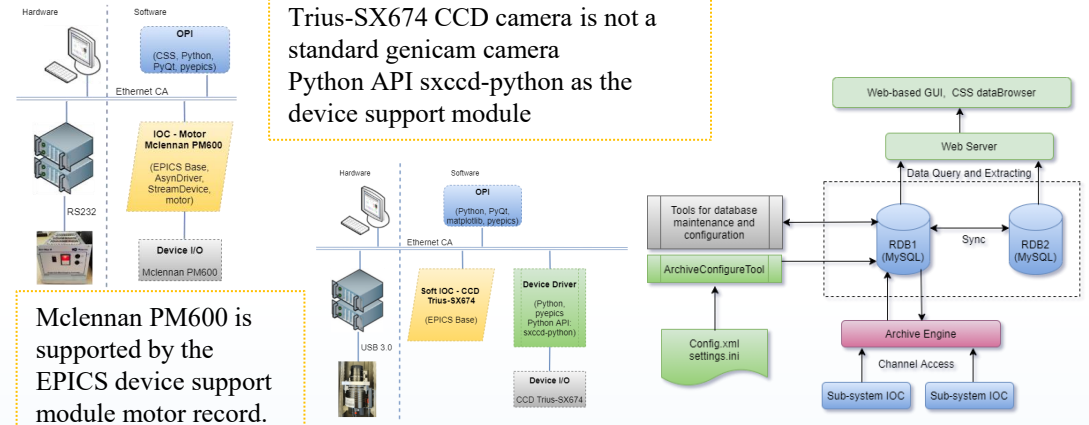 Hardware
Software
OPI
(CSS, Python,
PyQt, pyepics)
Ethernet CA
IOC - Motor
Mclennan PM600
(EPICS Base,
AsynDriver,
StreamDevice,
motor)
RS232
Device I/O
Mclennan PM600
Mclennan PM600 is
supported by the
EPICS device support
module motor record.
Trius-SX674 CCD camera is not a
standard genicam camera
Python API sxccd-python as the
device support module
Hardware
Software
OPI
(Python, PyQt,
matplotlib, pyepics)
Ethernet CA
Soft IOC - CCD
Trius-SX674
(EPICS Base)
Device Driver
(Python,
pyepics
Python API:
sxccd-python)
USB 3.0
Device I/O
CCD Trius-SX674
Web-based GUI, CSS dataBrowser
Web Server
Data Query and Extracting
Tools for database
maintenance and
configuration
RDB1
(MySQL)
Sync
RDB2
(MySQL)
ArchiveConfigureTool
Config.xml
settings.ini
Archive Engine
Channel Access
Sub-system IOC
Sub-system IOC